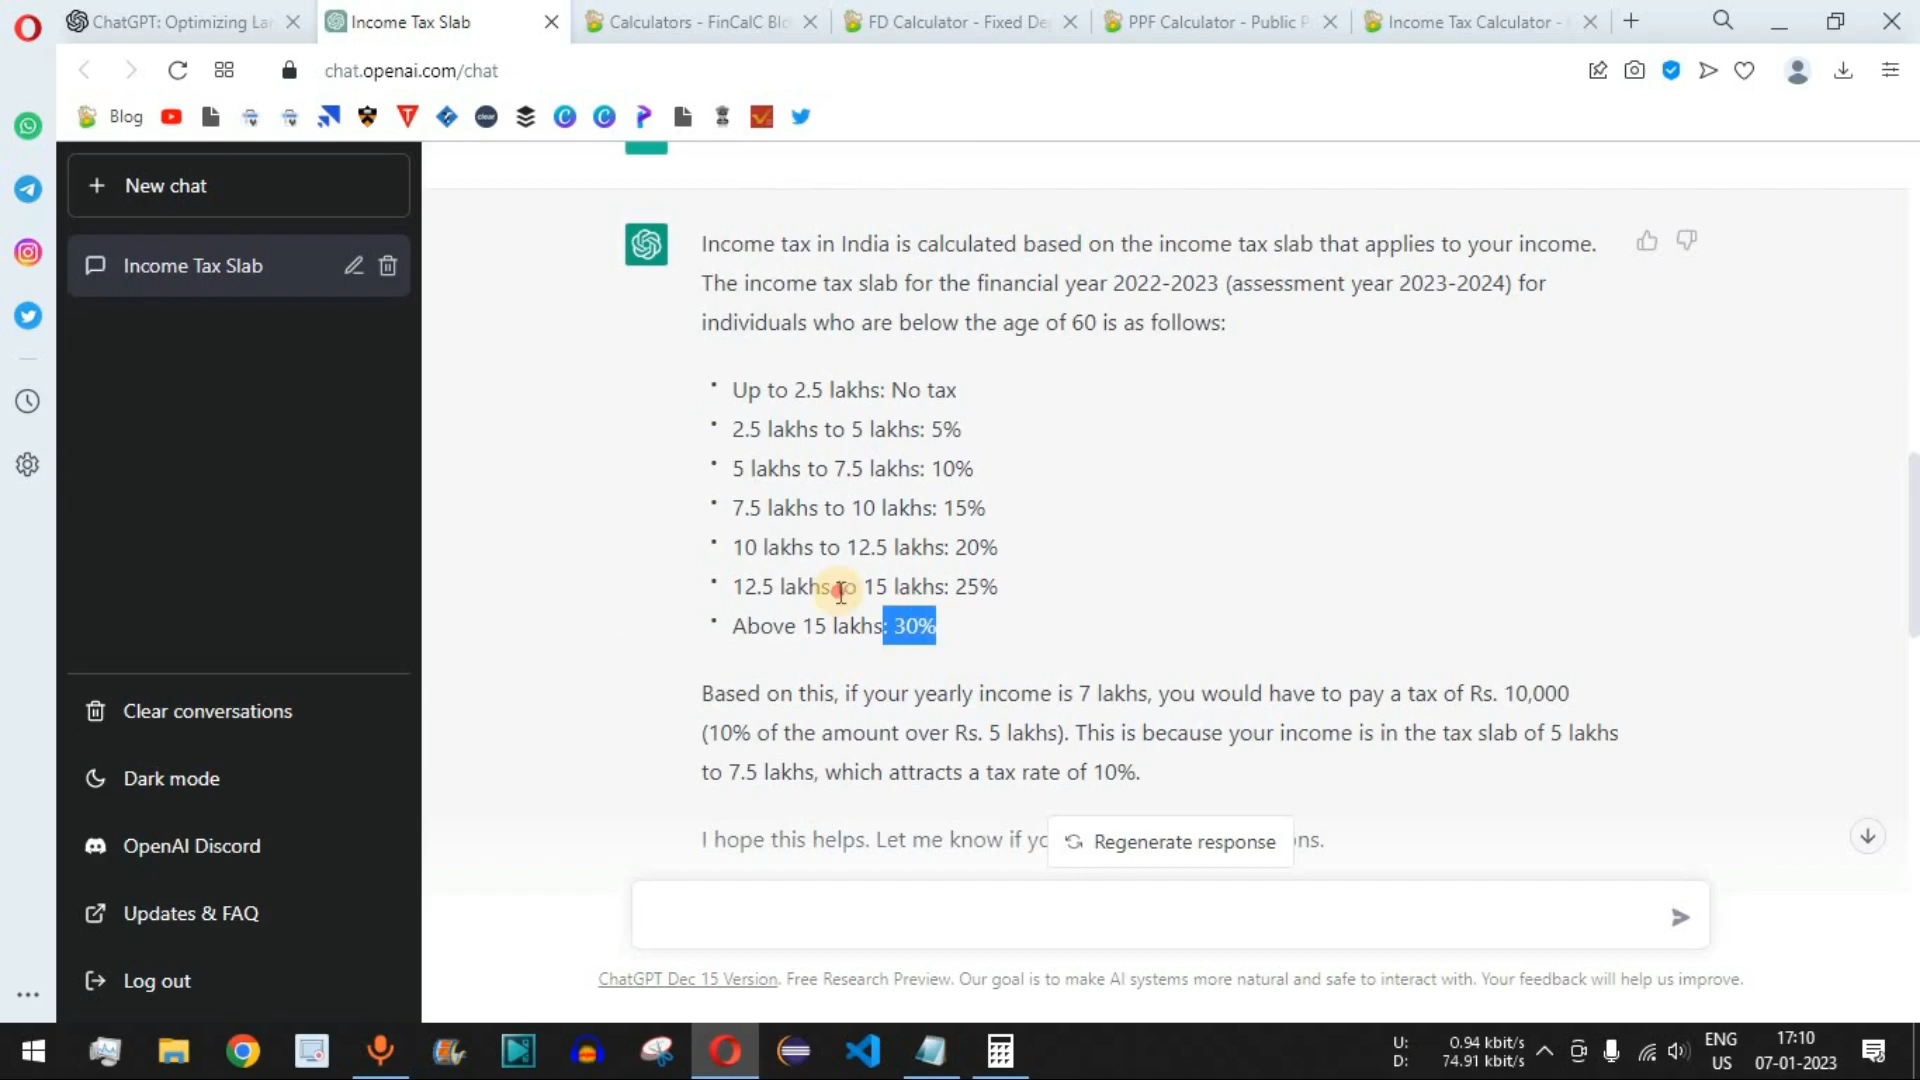 ChatGPT: Optimizing Lan
Income Tax Slab
Calculators - FinCalC Blo
FD Calculator - Fixed De
PPF Calculator - Public P
Income Tax Calculator -
chat.openai.com/chat
Blog
clear
New chat
Income Tax Slab
Clear conversations
Dark mode
OpenAI Discord
Updates & FAQ
Log out
Income tax in India is calculated based on the income tax slab that applies to your income.
The income tax slab for the financial year 2022-2023 (assessment year 2023-2024) for
individuals who are below the age of 60 is as follows:
• Up to 2.5 lakhs: No tax
• 2.5 lakhs to 5 lakhs: 5%
• 5 lakhs to 7.5 lakhs: 10%
• 7.5 lakhs to 10 lakhs: 15%
• 10 lakhs to 12.5 lakhs: 20%
• 12.5 lakhs to 15 lakhs: 25%
• Above 15 lakhs: 30%
Based on this, if your yearly income is 7 lakhs, you would have to pay a tax of Rs. 10,000
(10% of the amount over Rs. 5 lakhs). This is because your income is in the tax slab of 5 lakhs
to 7.5 lakhs, which attracts a tax rate of 10%.
I hope this helps. Let me know if yo
ns.
Regenerate response
ChatGPT Dec 15 Version. Free Research Preview. Our goal is to make AI systems more natural and safe to interact with. Your feedback will help us improve.
U: 0.94 kbit/s
D: 74.91 kbit/s
ENG
US
17:10
07-01-2023